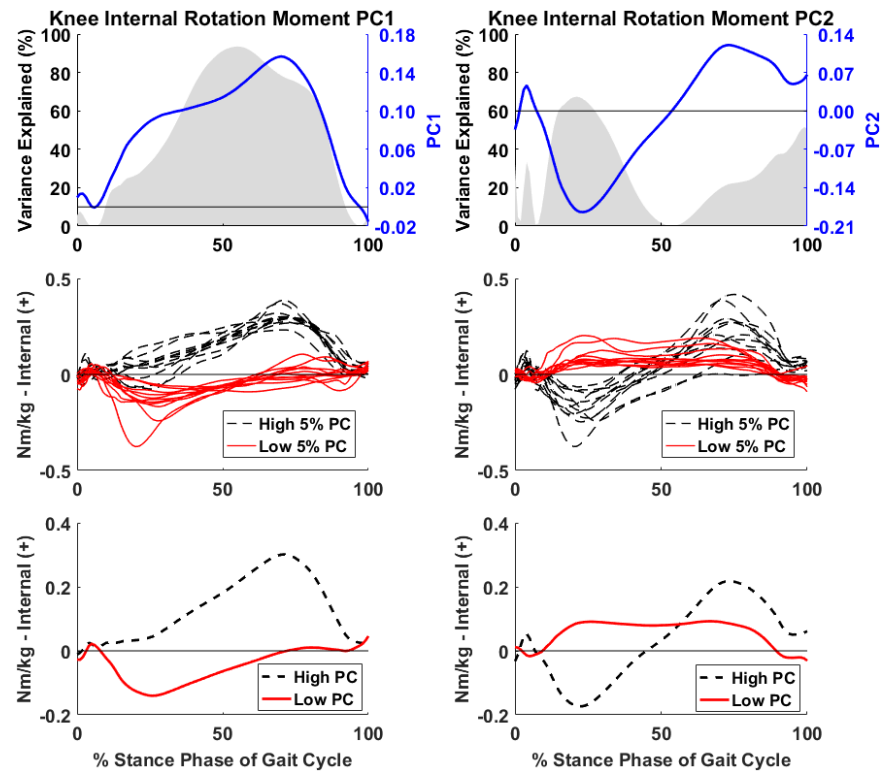 Knee Internal Rotation Moment PC1
Variance Explained (%)
100
80
60
40
20
0
0.18
0.14
0.10
0.06
0.02
-0.02
PC1
0
50
100
Knee Internal Rotation Moment PC2
Variance Explained (%)
100
80
60
40
20
0
0.14
0.07
0.00
-0.07
-0.14
-0.21
PC2
0
50
100
Nm/kg - Internal (+)
0.5
0
-0.5
High 5% PC
Low 5% PC
0
50
100
Nm/kg - Internal (+)
0.5
0
-0.5
High 5% PC
Low 5% PC
0
50
100
Nm/kg - Internal (+)
0.4
0.2
0
-0.2
High PC
Low PC
0
50
100
% Stance Phase of Gait Cycle
Nm/kg - Internal (+)
0.4
0.2
0
-0.2
High PC
Low PC
0
50
100
% Stance Phase of Gait Cycle